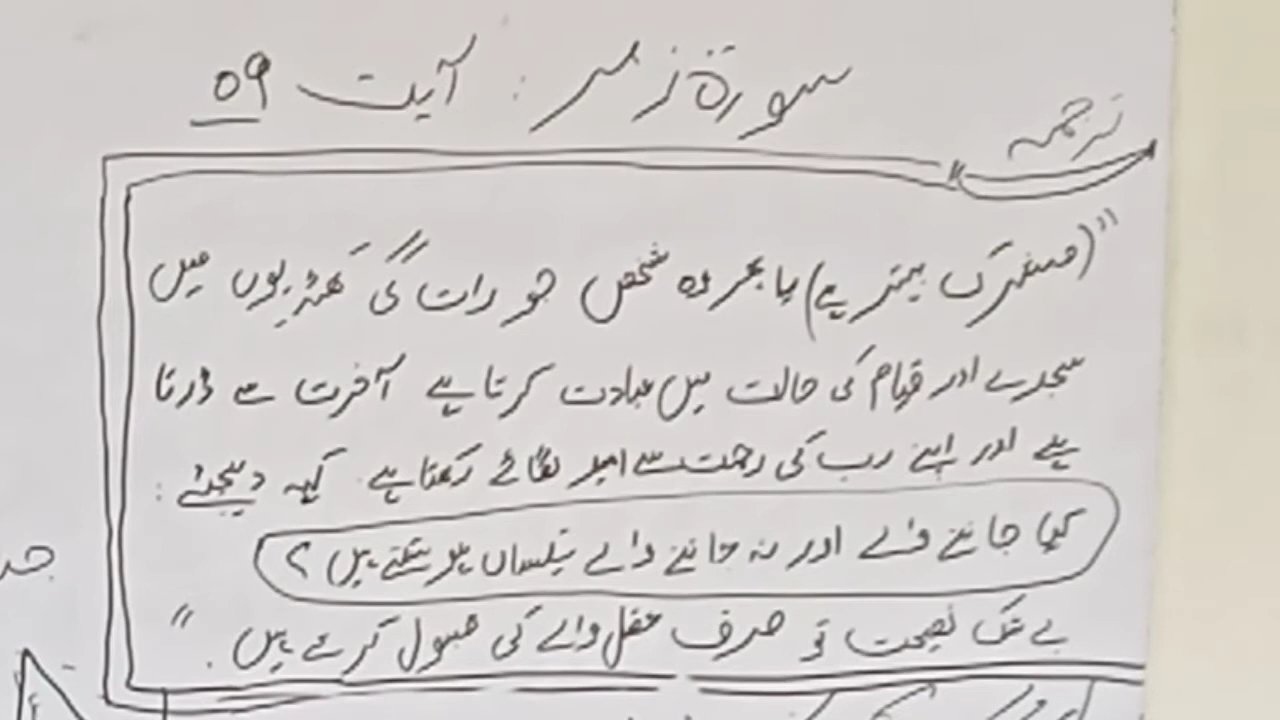 سورۃ زمر : آیت ۰۹
ترجمہ
"(مشرک بہتر ہے) یا پھر وہ شخص جو رات کی گھڑیوں میں
سجدے اور قیام کی حالت میں عبادت کرتا ہے آخرت سے ڈرتا
ہے اور اپنے رب کی رحمت سے امید لگائے رکھتا ہے کہہ دیجئے :
کیا جاننے والے اور نہ جاننے والے یکساں ہو سکتے ہیں ؟
بے شک نصیحت تو صرف عقل والے ہی قبول کرتے ہیں . "